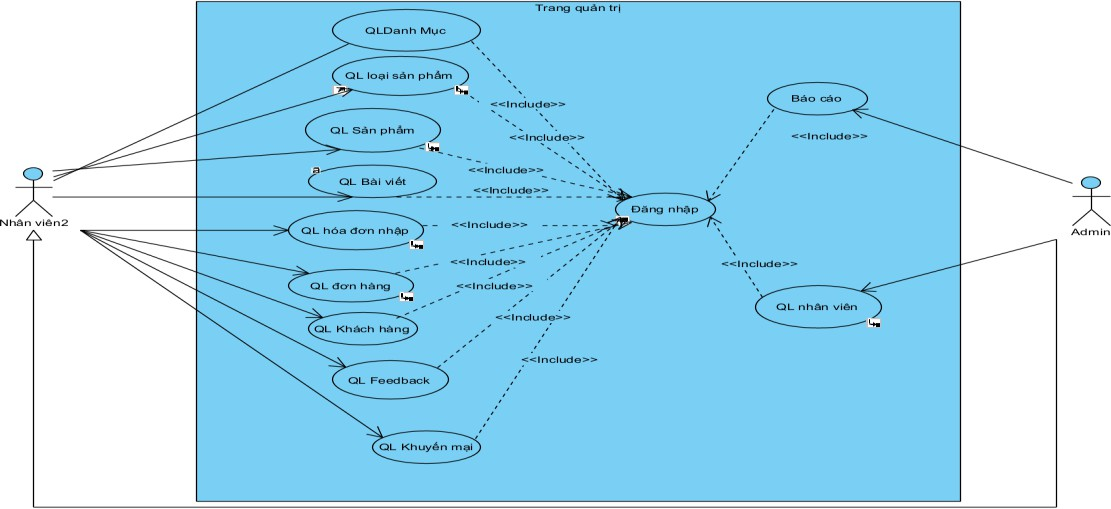 Trang quản trị
QLDanh Mục
QL loại sản phẩm
<<Include>>
Báo cáo
QL Sản phẩm
<<Include>>
<<Include>>
a
<<Include>>
QL Bài viết
<<Include>>
Nhân viên2
Đăng nhập
Admin
QL hóa đơn nhập
<<Include>>
<<Include>>
<<Include>>
QL đơn hàng
<<Include>>
QL nhân viên
QL Khách hàng
<<Include>>
QL Feedback
<<Include>>
QL Khuyến mại